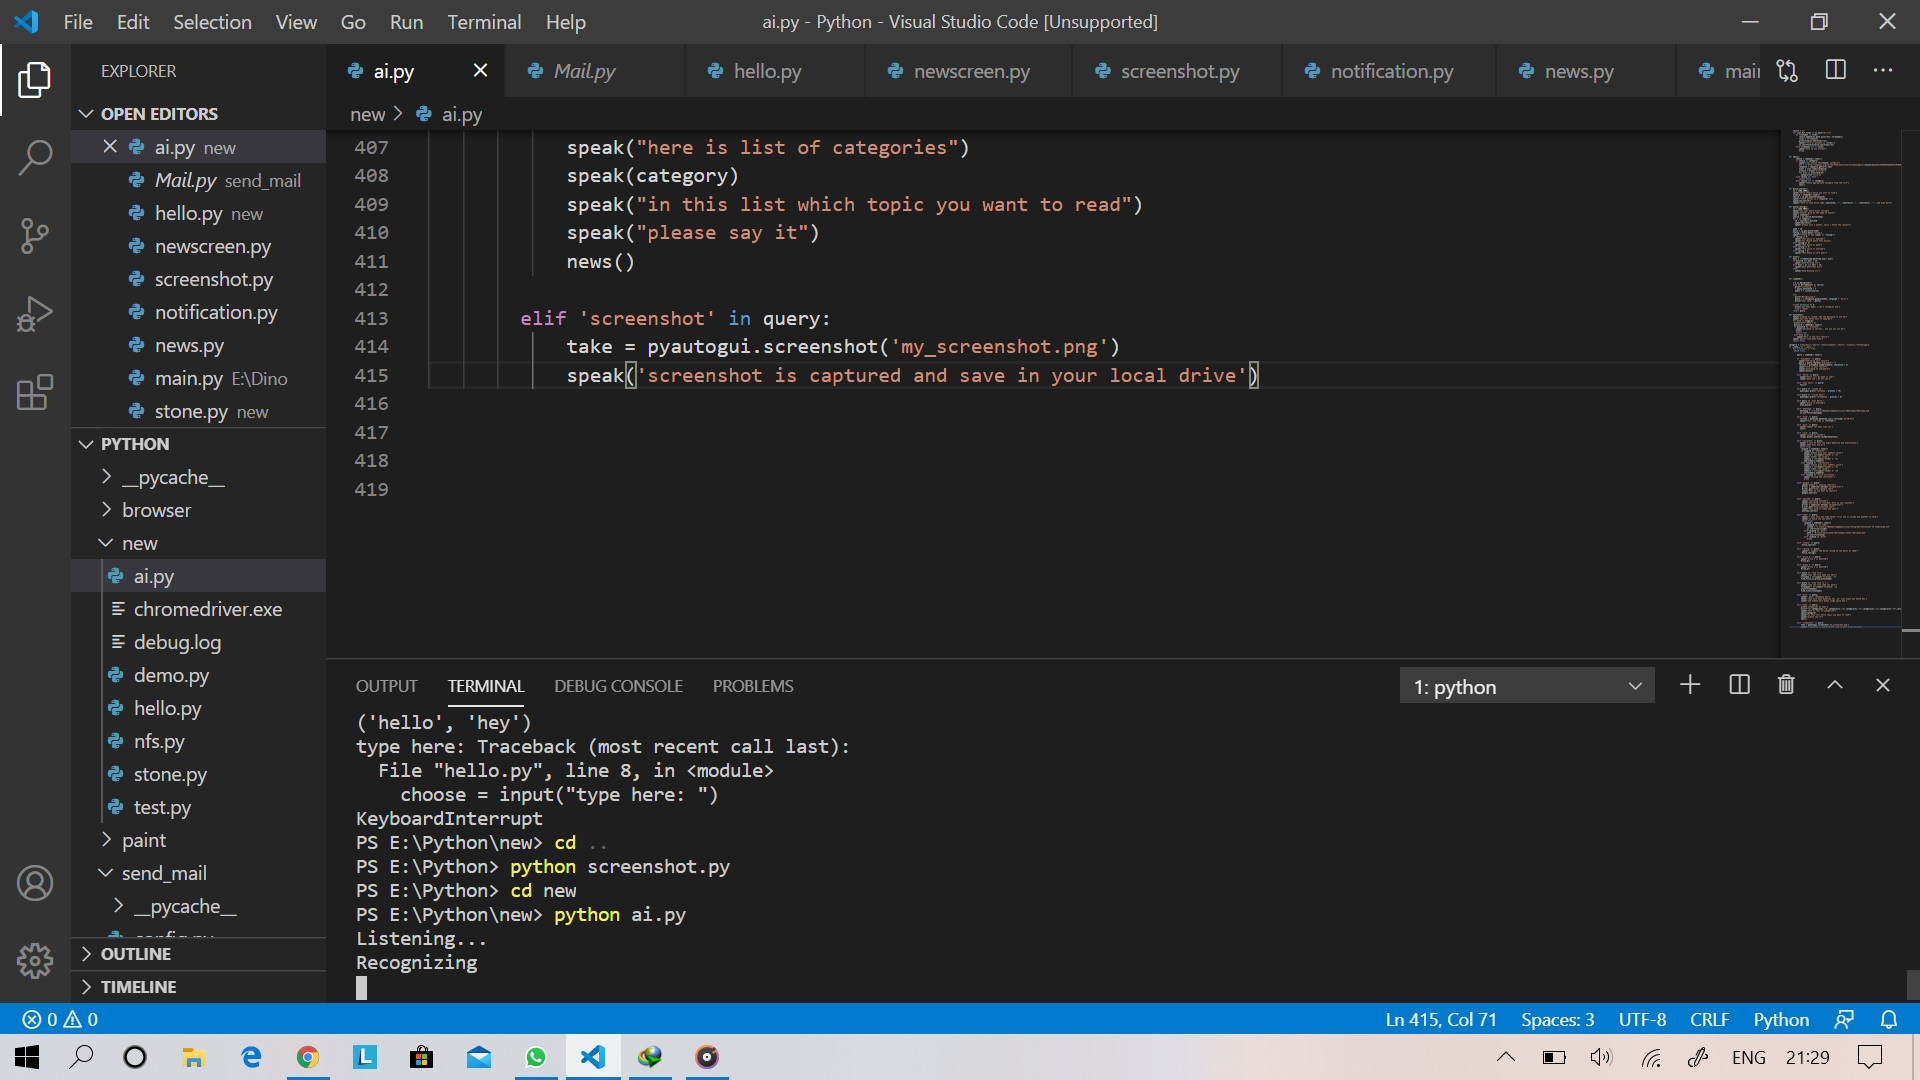 File Edit Selection View Go Run Terminal Help
ai.py - Python - Visual Studio Code [Unsupported]
EXPLORER
OPEN EDITORS
ai.py new
Mail.py send_mail
hello.py new
newscreen.py
screenshot.py
notification.py
news.py
main.py E:\Dino
stone.py new
PYTHON
__pycache__
browser
new
ai.py
chromedriver.exe
debug.log
demo.py
hello.py
nfs.py
stone.py
test.py
paint
send_mail
__pycache__
OUTLINE
TIMELINE
ai.py Mail.py hello.py newscreen.py screenshot.py notification.py news.py mai
new > ai.py
407 speak("here is list of categories")
408 speak(category)
409 speak("in this list which topic you want to read")
410 speak("please say it")
411 news()
412
413 elif 'screenshot' in query:
414 take = pyautogui.screenshot('my_screenshot.png')
415 speak('screenshot is captured and save in your local drive')
416
417
418
419
OUTPUT TERMINAL DEBUG CONSOLE PROBLEMS
1: python
('hello', 'hey')
type here: Traceback (most recent call last):
File "hello.py", line 8, in <module>
choose = input("type here: ")
KeyboardInterrupt
PS E:\Python\new> cd ..
PS E:\Python> python screenshot.py
PS E:\Python> cd new
PS E:\Python\new> python ai.py
Listening...
Recognizing
0 0
Ln 415, Col 71 Spaces: 3 UTF-8 CRLF Python
L
ENG 21:29